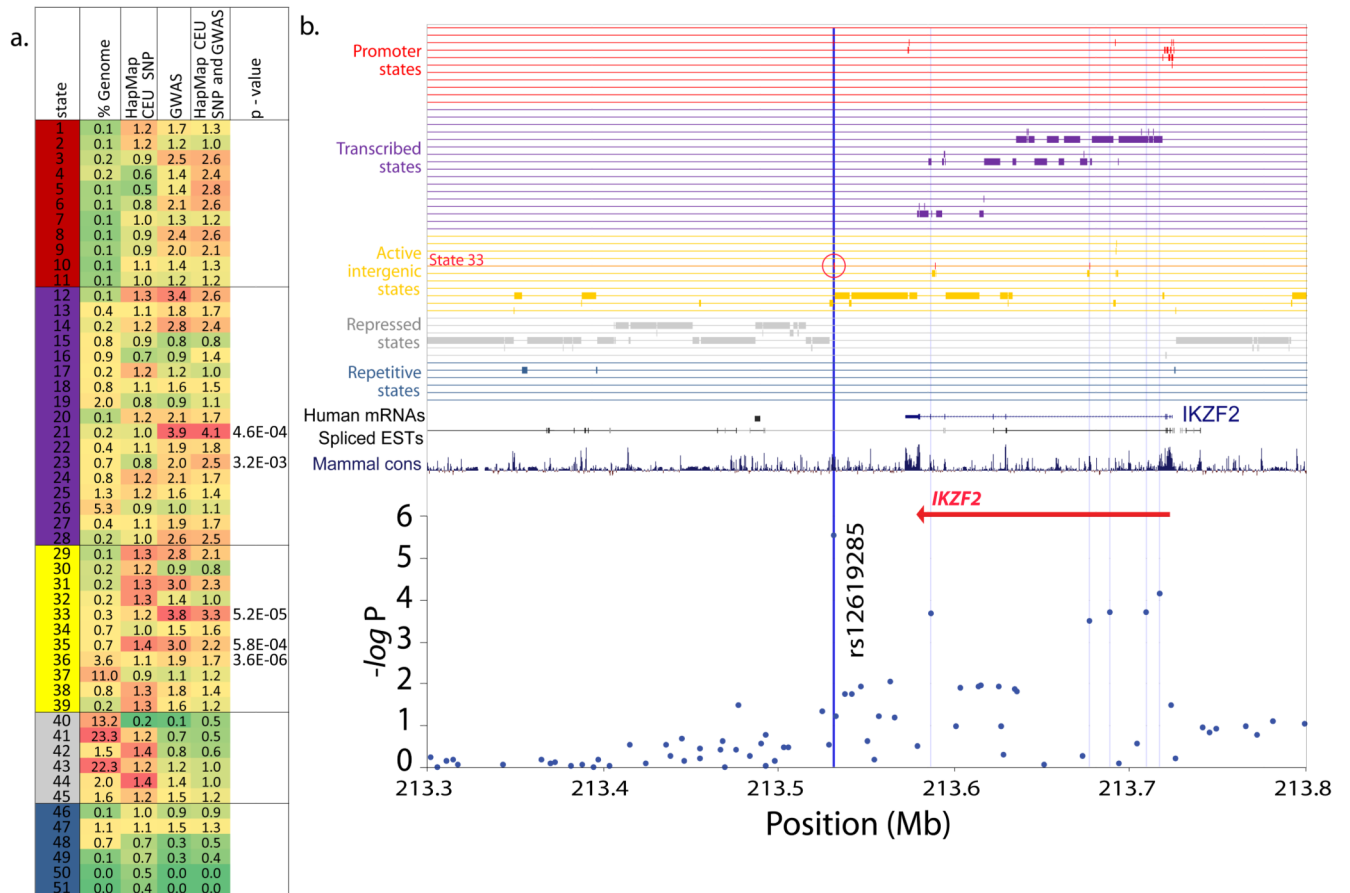 a.
state % Genome HapMap CEU SNP GWAS HapMap CEU SNP and GWAS p - value
1 0.1 1.2 1.7 1.3
2 0.1 1.2 1.2 1.0
3 0.2 0.9 2.5 2.6
4 0.2 0.6 1.4 2.4
5 0.1 0.5 1.4 2.8
6 0.1 0.8 2.1 2.6
7 0.1 1.0 1.3 1.2
8 0.1 0.9 2.4 2.6
9 0.1 0.9 2.0 2.1
10 0.1 1.1 1.4 1.3
11 0.1 1.0 1.2 1.2
12 0.1 1.3 3.4 2.6
13 0.4 1.1 1.8 1.7
14 0.2 1.2 2.8 2.4
15 0.8 0.9 0.8 0.8
16 0.9 0.7 0.9 1.4
17 0.2 1.2 1.2 1.0
18 0.8 1.1 1.6 1.5
19 2.0 0.8 0.9 1.1
20 0.1 1.2 2.1 1.7
21 0.2 1.0 3.9 4.1 4.6E-04
22 0.4 1.1 1.9 1.8
23 0.7 0.8 2.0 2.5 3.2E-03
24 0.8 1.2 2.1 1.7
25 1.3 1.2 1.6 1.4
26 5.3 0.9 1.0 1.1
27 0.4 1.1 1.9 1.7
28 0.2 1.0 2.6 2.5
29 0.1 1.3 2.8 2.1
30 0.2 1.2 0.9 0.8
31 0.2 1.3 3.0 2.3
32 0.2 1.3 1.4 1.0
33 0.3 1.2 3.8 3.3 5.2E-05
34 0.7 1.0 1.5 1.6
35 0.7 1.4 3.0 2.2 5.8E-04
36 3.6 1.1 1.9 1.7 3.6E-06
37 11.0 0.9 1.1 1.2
38 0.8 1.3 1.8 1.4
39 0.2 1.3 1.6 1.2
40 13.2 0.2 0.1 0.5
41 23.3 1.2 0.7 0.5
42 1.5 1.4 0.8 0.6
43 22.3 1.2 1.2 1.0
44 2.0 1.4 1.4 1.0
45 1.6 1.2 1.5 1.2
46 0.1 1.0 0.9 0.9
47 1.1 1.1 1.5 1.3
48 0.7 0.7 0.3 0.5
49 0.1 0.7 0.3 0.4
50 0.0 0.5 0.0 0.0
51 0.0 0.4 0.0 0.0
b.
Promoter
states
Transcribed
states
Active
intergenic
states
State 33
Repressed
states
Repetitive
states
Human mRNAs
IKZF2
Spliced ESTs
Mammal cons
IKZF2
rs12619285
-log P
6
5
4
3
2
1
0
213.3 213.4 213.5 213.6 213.7 213.8
Position (Mb)